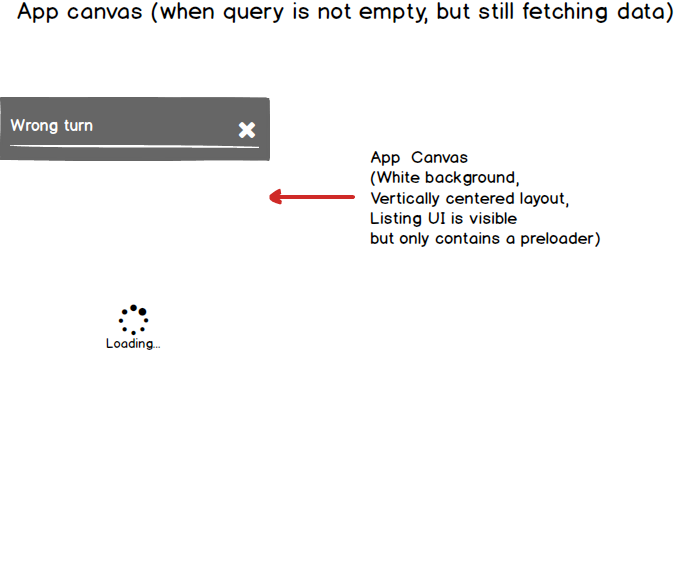 App canvas (when query is not empty, but still fetching data)
Wrong turn
App Canvas
(White background,
Vertically centered layout,
Listing UI is visible
but only contains a preloader)
Loading...